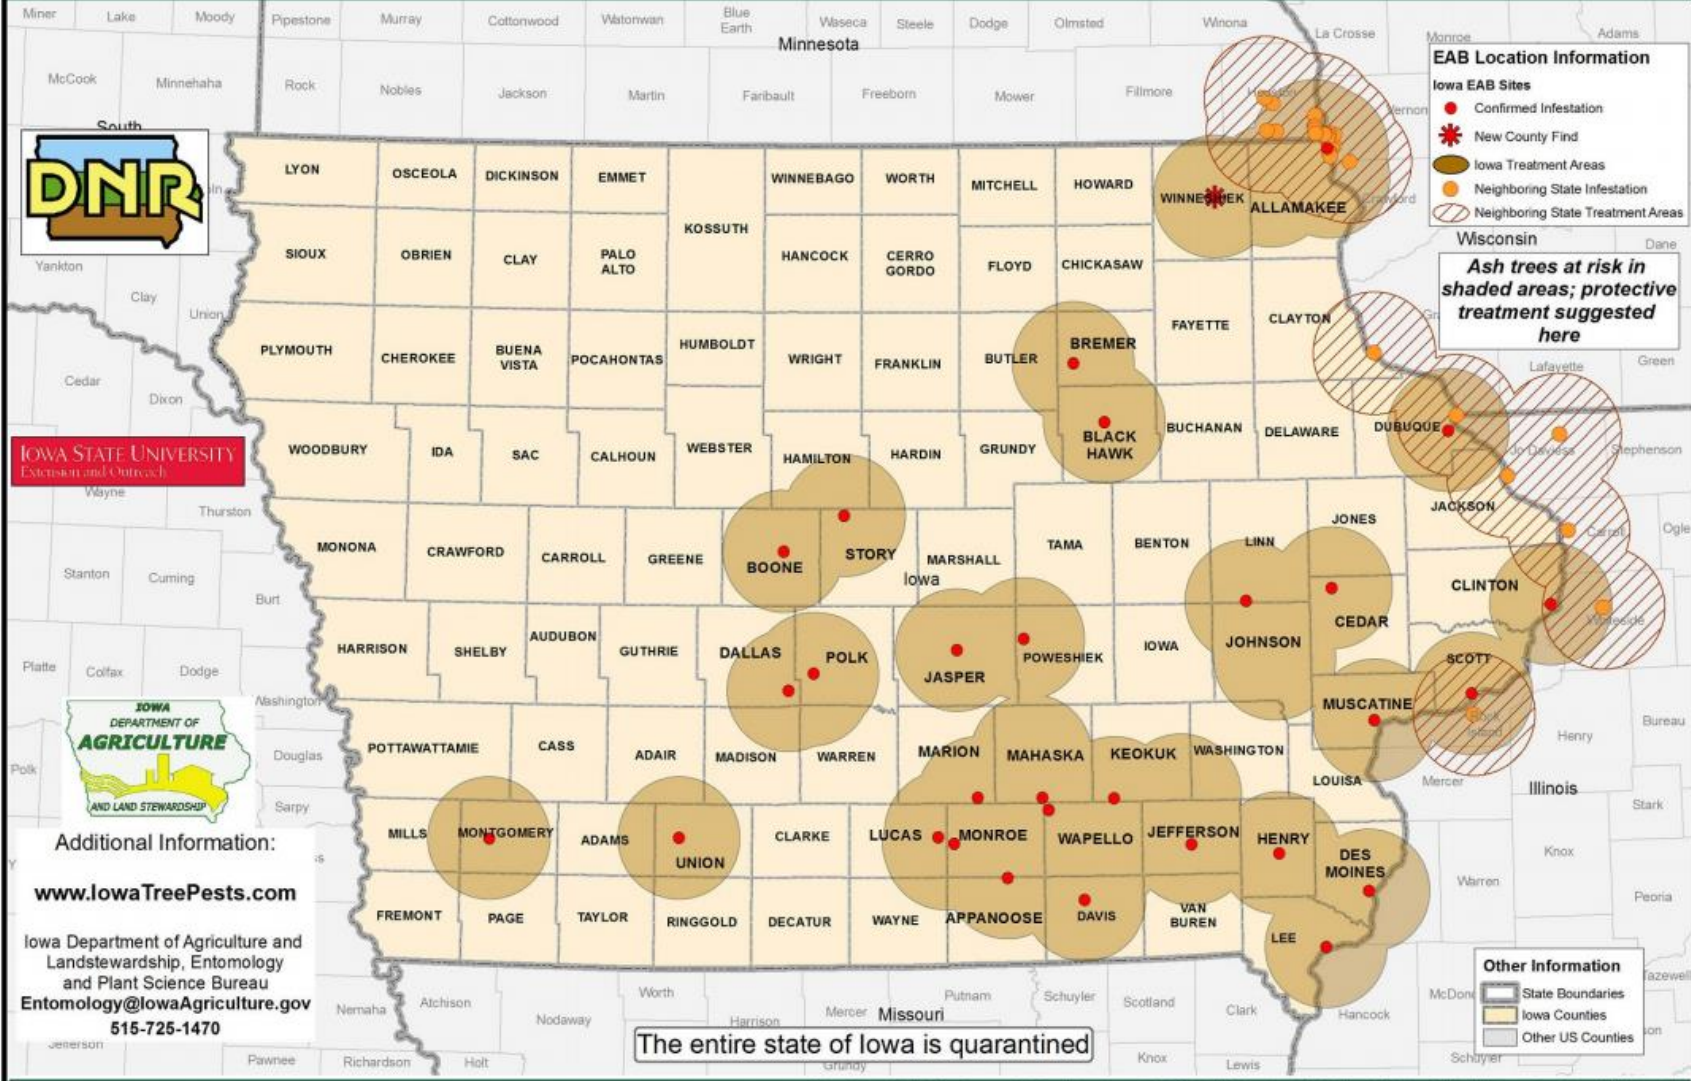 Miner
Lake
Moody
Pipestone
Murray
Cottonwood
Watonwan
Blue
Earth
Waseca
Steele
Dodge
Olmsted
Winona
La Crosse
Monroe
Adams
Minnesota
McCook
Minnehaha
Rock
Nobles
Jackson
Martin
Faribault
Freeborn
Mower
Fillmore
EAB Location Information
Iowa EAB Sites
Confirmed Infestation
New County Find
Iowa Treatment Areas
Neighboring State Infestation
Neighboring State Treatment Areas
Wisconsin
Dane
Ash trees at risk in
shaded areas; protective
treatment suggested
here
Lafayette
Green
South
DNR
Yankton
Clay
Union
Cedar
Dixon
IOWA STATE UNIVERSITY
Extension and Outreach
Wayne
Thurston
Stanton
Cuming
Burt
Platte
Colfax
Dodge
Washington
Douglas
Polk
Sarpy
LYON
OSCEOLA
DICKINSON
EMMET
WINNEBAGO
WORTH
MITCHELL
HOWARD
ALLAMAKEE
KOSSUTH
SIOUX
OBRIEN
CLAY
PALO
ALTO
HANCOCK
CERRO
GORDO
FLOYD
CHICKASAW
PLYMOUTH
CHEROKEE
BUENA
VISTA
POCAHONTAS
HUMBOLDT
WRIGHT
FRANKLIN
BUTLER
BREMER
FAYETTE
CLAYTON
WOODBURY
IDA
SAC
CALHOUN
WEBSTER
HAMILTON
HARDIN
GRUNDY
BLACK
HAWK
BUCHANAN
DELAWARE
DUBUQUE
Jo Daviess
Stephenson
JACKSON
Carroll
Ogle
MONONA
CRAWFORD
CARROLL
GREENE
BOONE
STORY
MARSHALL
Iowa
TAMA
BENTON
LINN
JONES
CLINTON
HARRISON
SHELBY
AUDUBON
GUTHRIE
DALLAS
POLK
JASPER
POWESHIEK
IOWA
JOHNSON
CEDAR
SCOTT
MUSCATINE
Rock
Island
Henry
Bureau
Mercer
Illinois
Stark
POTTAWATTAMIE
CASS
ADAIR
MADISON
WARREN
MARION
MAHASKA
KEOKUK
WASHINGTON
LOUISA
MILLS
MONTGOMERY
ADAMS
UNION
CLARKE
LUCAS
MONROE
WAPELLO
JEFFERSON
HENRY
DES
MOINES
Knox
Warren
Peoria
FREMONT
PAGE
TAYLOR
RINGGOLD
DECATUR
WAYNE
APPANOOSE
DAVIS
VAN
BUREN
LEE
IOWA
DEPARTMENT OF
AGRICULTURE
AND LAND STEWARDSHIP
Additional Information:
www.IowaTreePests.com
Iowa Department of Agriculture and
Landstewardship, Entomology
and Plant Science Bureau
Entomology@IowaAgriculture.gov
515-725-1470
Nemaha
Atchison
Nodaway
Worth
Harrison
Mercer
Missouri
Putnam
Schuyler
Scotland
Clark
Hancock
Pawnee
Richardson
Holt
Grundy
Knox
Lewis
Schuyler
The entire state of Iowa is quarantined
Other Information
State Boundaries
Iowa Counties
Other US Counties